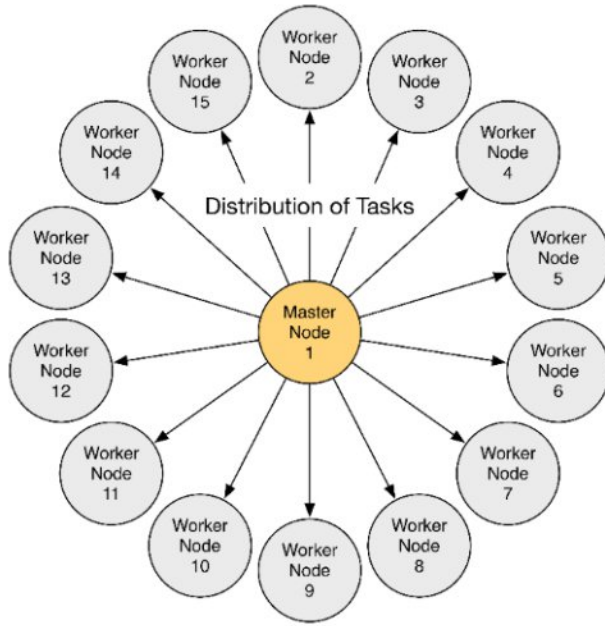 Worker
Node
2
Worker
Node
3
Worker
Node
4
Worker
Node
5
Worker
Node
6
Worker
Node
7
Worker
Node
8
Worker
Node
9
Worker
Node
10
Worker
Node
11
Worker
Node
12
Worker
Node
13
Worker
Node
14
Worker
Node
15
Distribution of Tasks
Master
Node
1